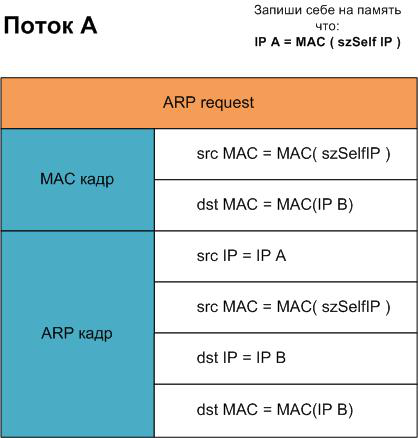 Поток А
Запиши себе на память
что:
IP A = MAC ( szSelf IP )
ARP request
MAC кадр
src MAC = MAC( szSelfIP )
dst MAC = MAC(IP B)
ARP кадр
src IP = IP A
src MAC = MAC( szSelfIP )
dst IP = IP B
dst MAC = MAC(IP B)